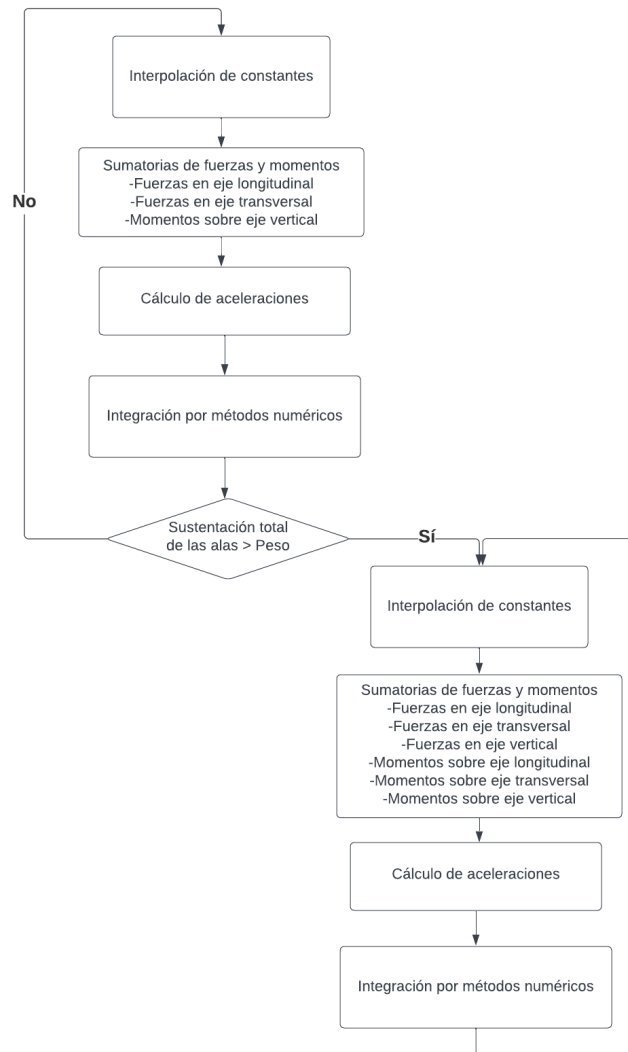 Interpolación de constantes
Sumatorias de fuerzas y momentos
-Fuerzas en eje longitudinal
-Fuerzas en eje transversal
-Momentos sobre eje vertical
No
Cálculo de aceleraciones
Integración por métodos numéricos
Sustentación total
de las alas > Peso
Sí
Interpolación de constantes
Sumatorias de fuerzas y momentos
-Fuerzas en eje longitudinal
-Fuerzas en eje transversal
-Fuerzas en eje vertical
-Momentos sobre eje longitudinal
-Momentos sobre eje transversal
-Momentos sobre eje vertical
Cálculo de aceleraciones
Integración por métodos numéricos